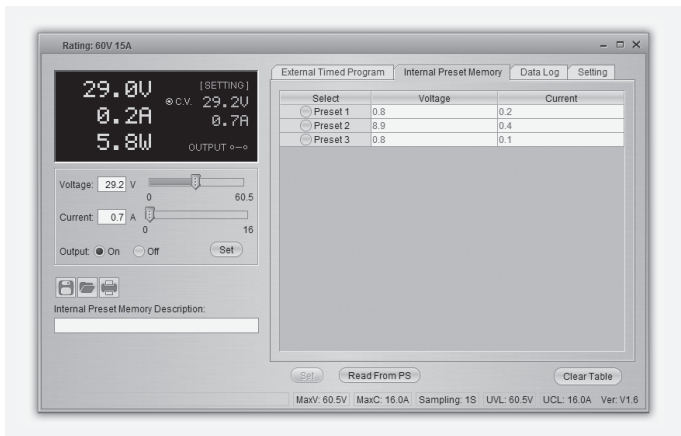 Rating: 60V 15A
29.0V
0.2A
5.8W
[SETTING]
C.V. 29.2V
0.7A
OUTPUT
Voltage: 29.2 V
0 60.5
Current: 0.7 A
0 16
Output: On Off Set
Internal Preset Memory Description:
External Timed Program Internal Preset Memory Data Log Setting
Select Voltage Current
Preset 1 0.8 0.2
Preset 2 8.9 0.4
Preset 3 0.8 0.1
Set Read From PS Clear Table
MaxV: 60.5V MaxC: 16.0A Sampling: 1S UVL: 60.5V UCL: 16.0A Ver: V1.6